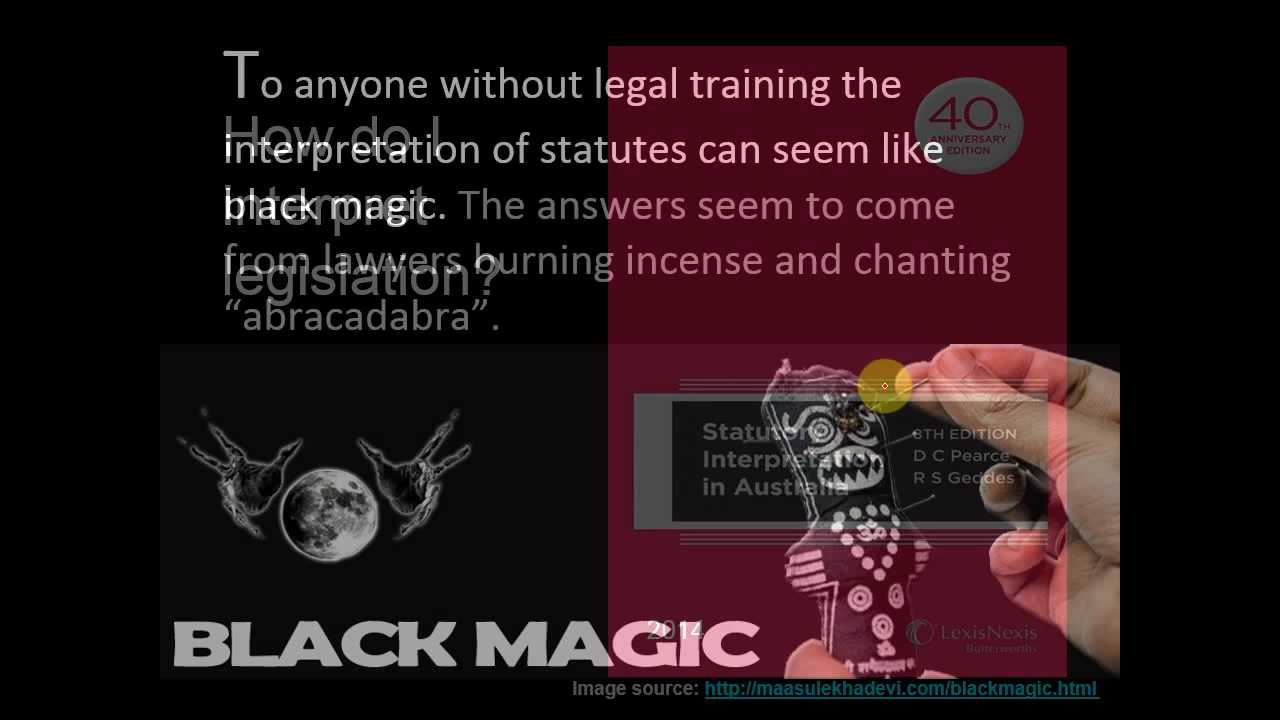 To anyone without legal training the
interpretation of statutes can seem like
black magic. The answers seem to come
from lawyers burning incense and chanting
“abracadabra”.
How do I
interpret
legislation?
40TH
ANNIVERSARY
EDITION
Statutory
Interpretation
in Australia
8TH EDITION
D C Pearce
R S Geddes
2014
BLACK MAGIC
LexisNexis
Butterworths
Image source: http://maasulekhadevi.com/blackmagic.html